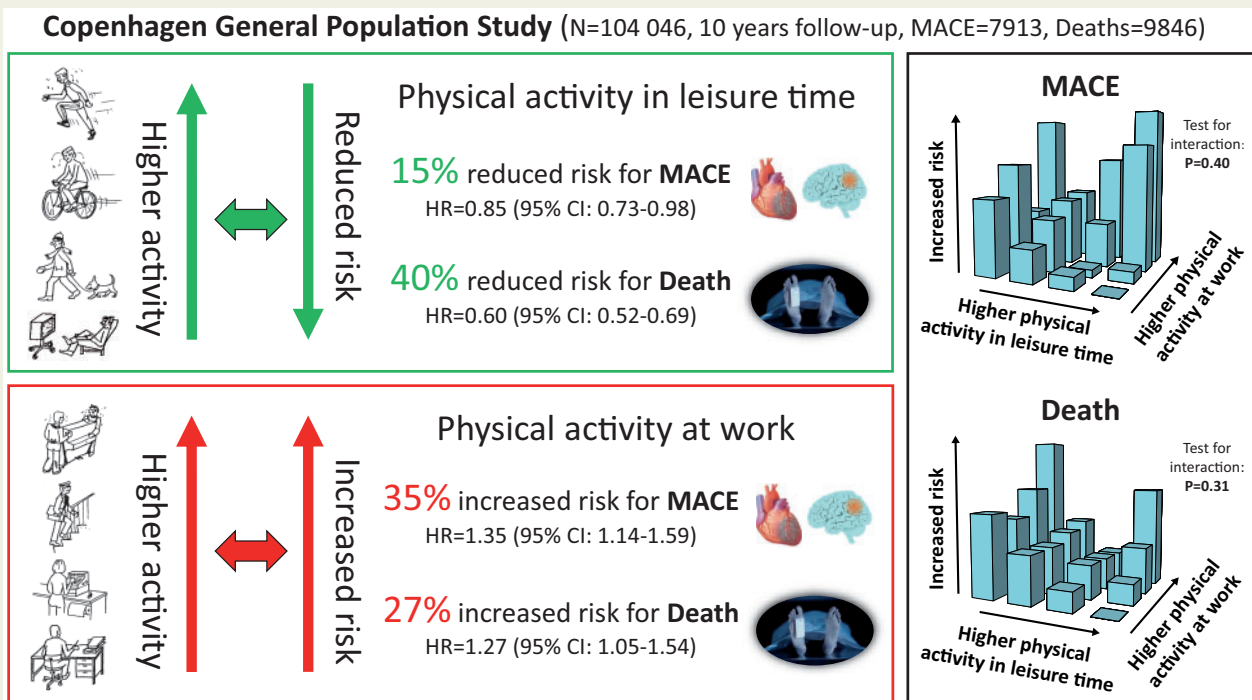 Copenhagen General Population Study (N=104 046, 10 years follow-up, MACE=7913, Deaths=9846)
Higher activity
Reduced risk
Physical activity in leisure time
15% reduced risk for MACE
HR=0.85 (95% CI: 0.73-0.98)
40% reduced risk for Death
HR=0.60 (95% CI: 0.52-0.69)
Higher activity
Increased risk
Physical activity at work
35% increased risk for MACE
HR=1.35 (95% CI: 1.14-1.59)
27% increased risk for Death
HR=1.27 (95% CI: 1.05-1.54)
MACE
Test for
interaction:
P=0.40
Increased risk
Higher physical
activity in leisure time
Higher physical
activity at work
Death
Test for
interaction:
P=0.31
Increased risk
Higher physical
activity in leisure time
Higher physical
activity at work